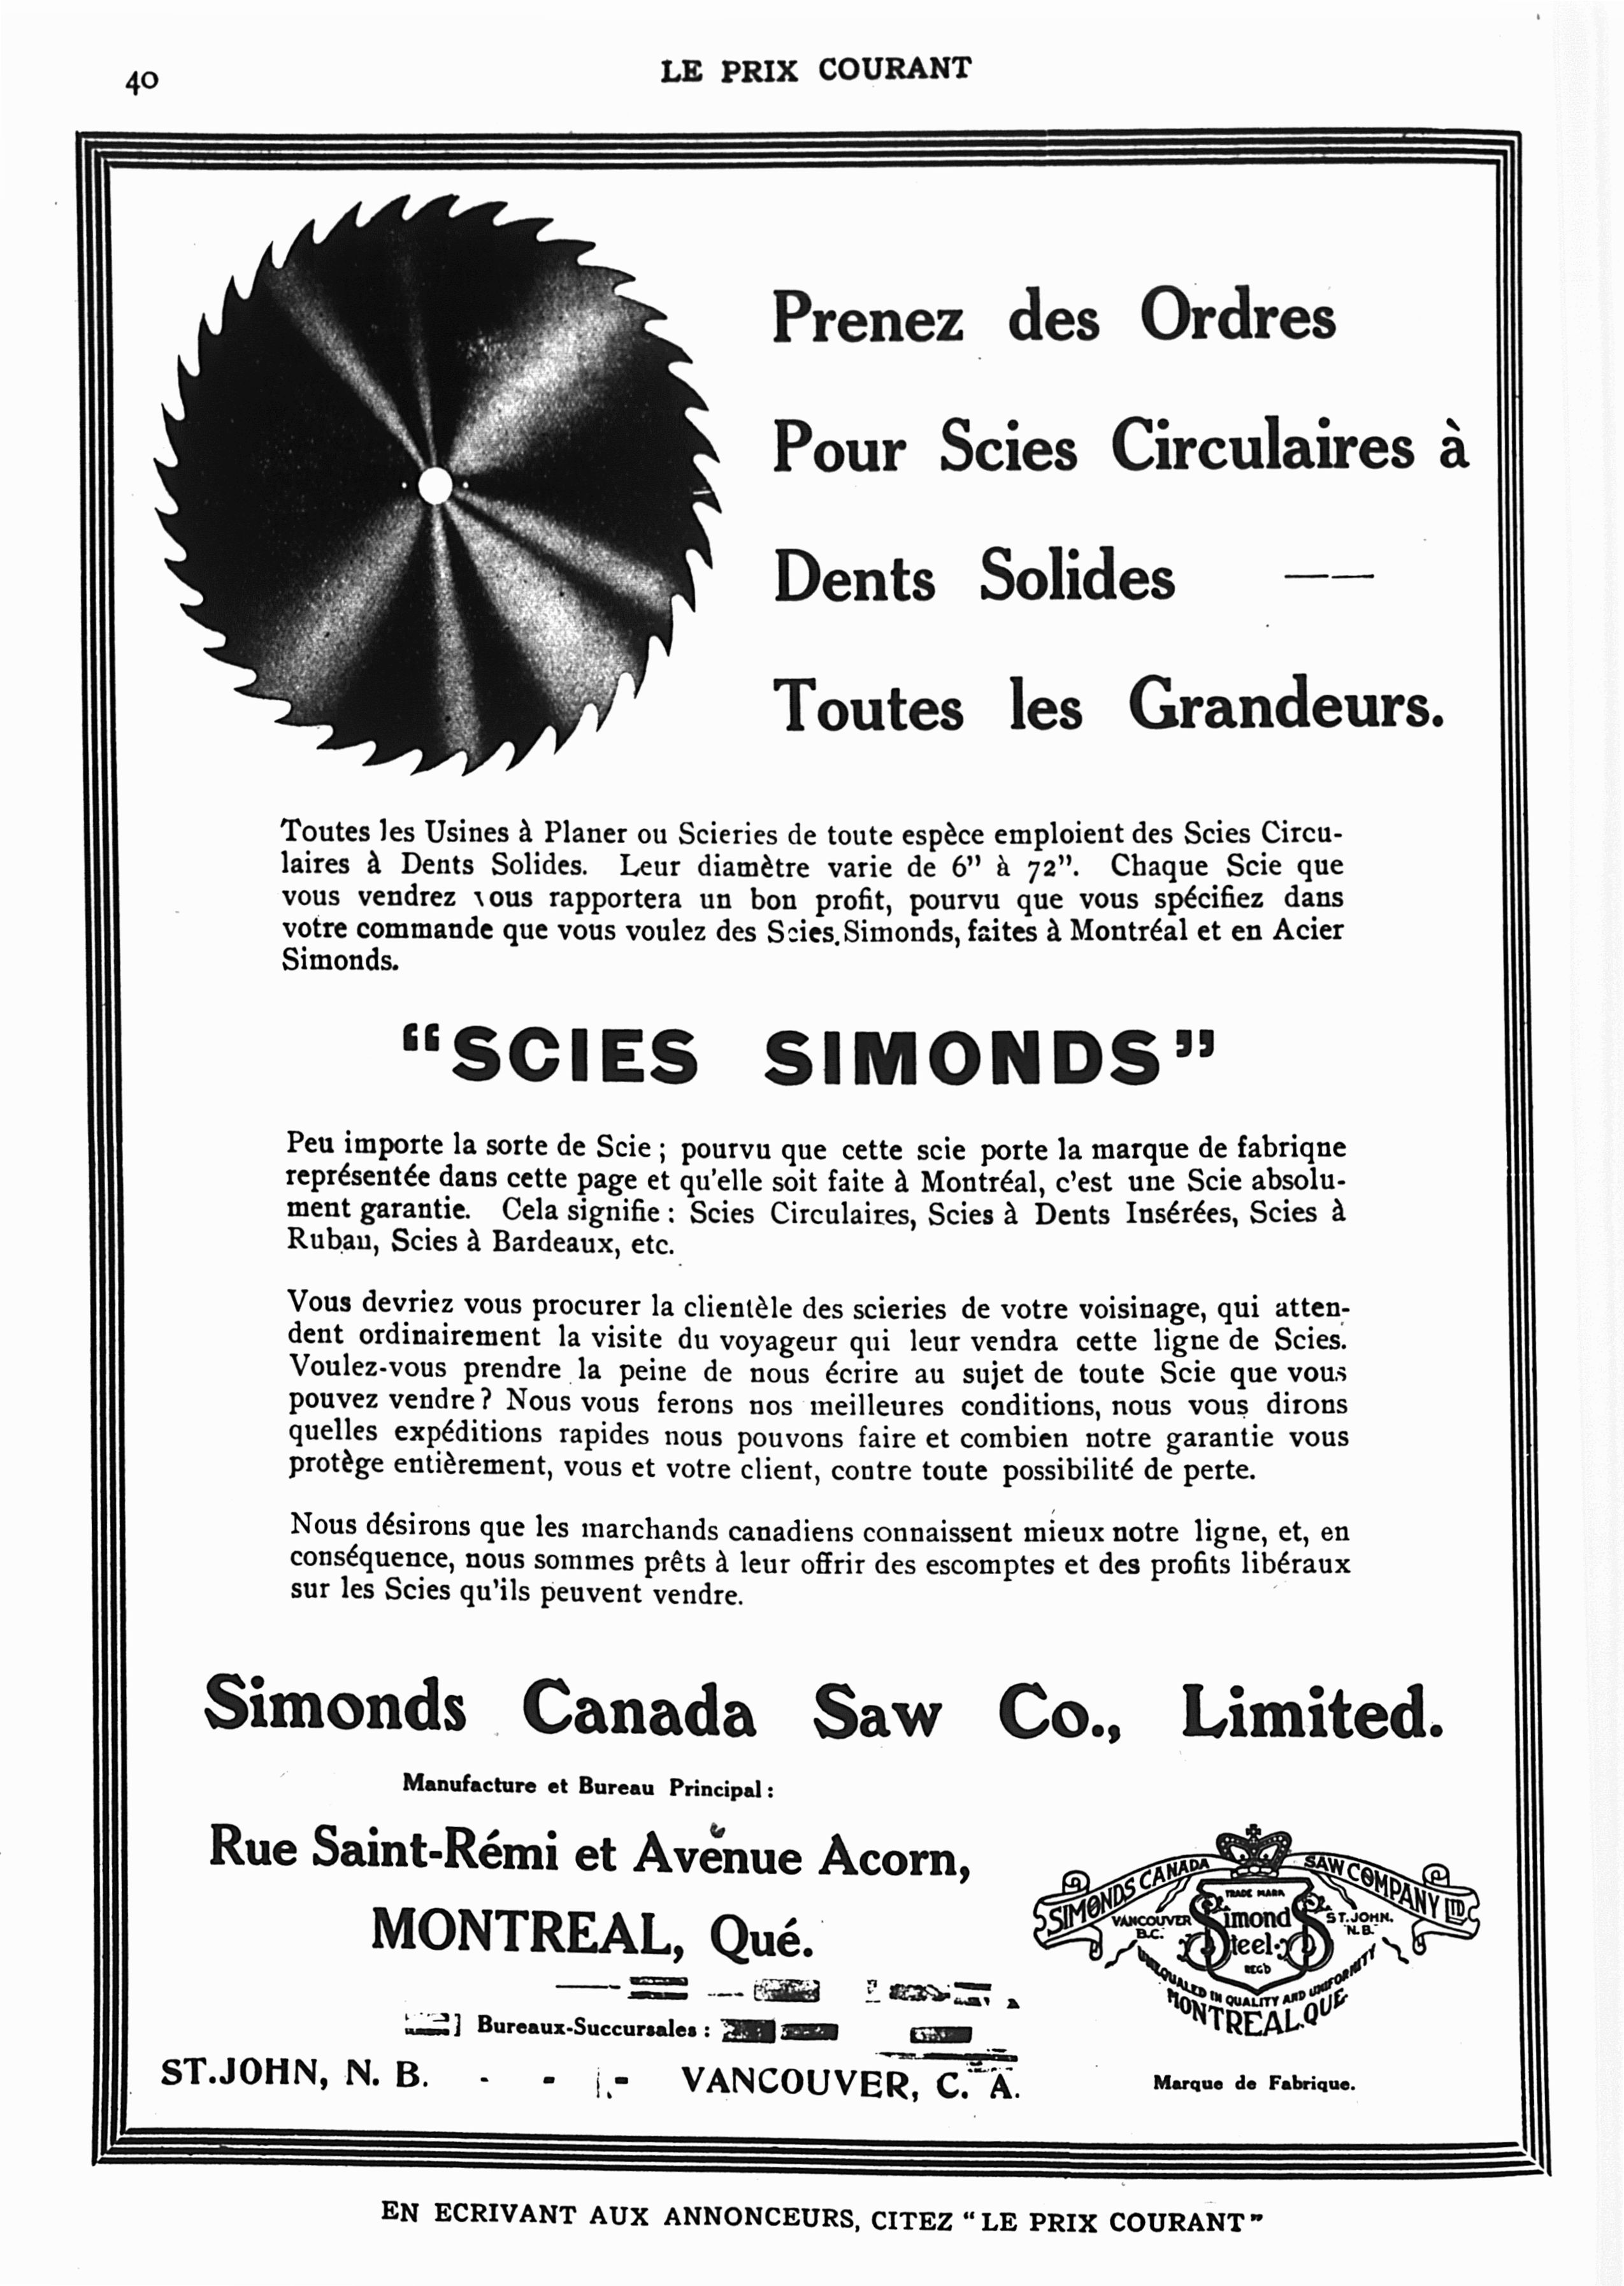 40
LE PRIX COURANT
Prenez des Ordres
Pour Scies Circulaires à
Dents Solides ——
Toutes les Grandeurs.
Toutes les Usines à Planer ou Scieries de toute espèce emploient des Scies Circu-
laires à Dents Solides. Leur diamètre varie de 6" à 72". Chaque Scie que
vous vendrez vous rapportera un bon profit, pourvu que vous spécifiez dans
votre commande que vous voulez des Scies Simonds, faites à Montréal et en Acier
Simonds.
"SCIES SIMONDS"
Peu importe la sorte de Scie ; pourvu que cette scie porte la marque de fabrique
représentée dans cette page et qu'elle soit faite à Montréal, c'est une Scie absolu-
ment garantie. Cela signifie : Scies Circulaires, Scies à Dents Insérées, Scies à
Ruban, Scies à Bardeaux, etc.
Vous devriez vous procurer la clientèle des scieries de votre voisinage, qui atten-
dent ordinairement la visite du voyageur qui leur vendra cette ligne de Scies.
Voulez-vous prendre la peine de nous écrire au sujet de toute Scie que vous
pouvez vendre ? Nous vous ferons nos meilleures conditions, nous vous dirons
quelles expéditions rapides nous pouvons faire et combien notre garantie vous
protège entièrement, vous et votre client, contre toute possibilité de perte.
Nous désirons que les marchands canadiens connaissent mieux notre ligne, et, en
conséquence, nous sommes prêts à leur offrir des escomptes et des profits libéraux
sur les Scies qu'ils peuvent vendre.
Simonds Canada Saw Co., Limited.
Manufacture et Bureau Principal :
Rue Saint-Rémi et Avenue Acorn,
MONTREAL, Qué.
Bureaux-Succursales :
ST. JOHN, N. B. - - - VANCOUVER, C. A.
SIMONDS CANADA SAW COMPANY LTD
TRADE MARK
VANCOUVER B.C.
Simonds
ST. JOHN. N.B.
Steel
REG'D
UNEQUALED IN QUALITY AND UNIFORMITY
MONTREAL.QUE
Marque de Fabrique.
EN ECRIVANT AUX ANNONCEURS, CITEZ "LE PRIX COURANT"